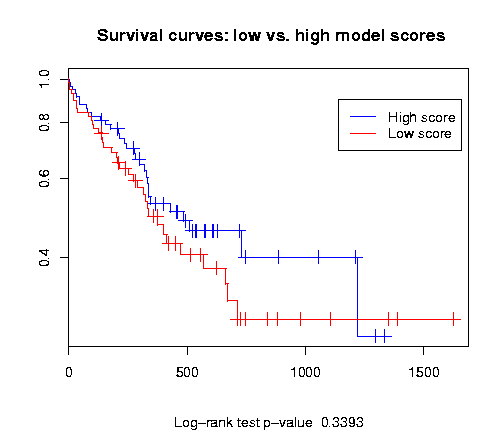 Survival curves: low vs. high model scores
1.0
0.8
0.6
0.4
High score
Low score
0
500
1000
1500
Log-rank test p-value 0.3393